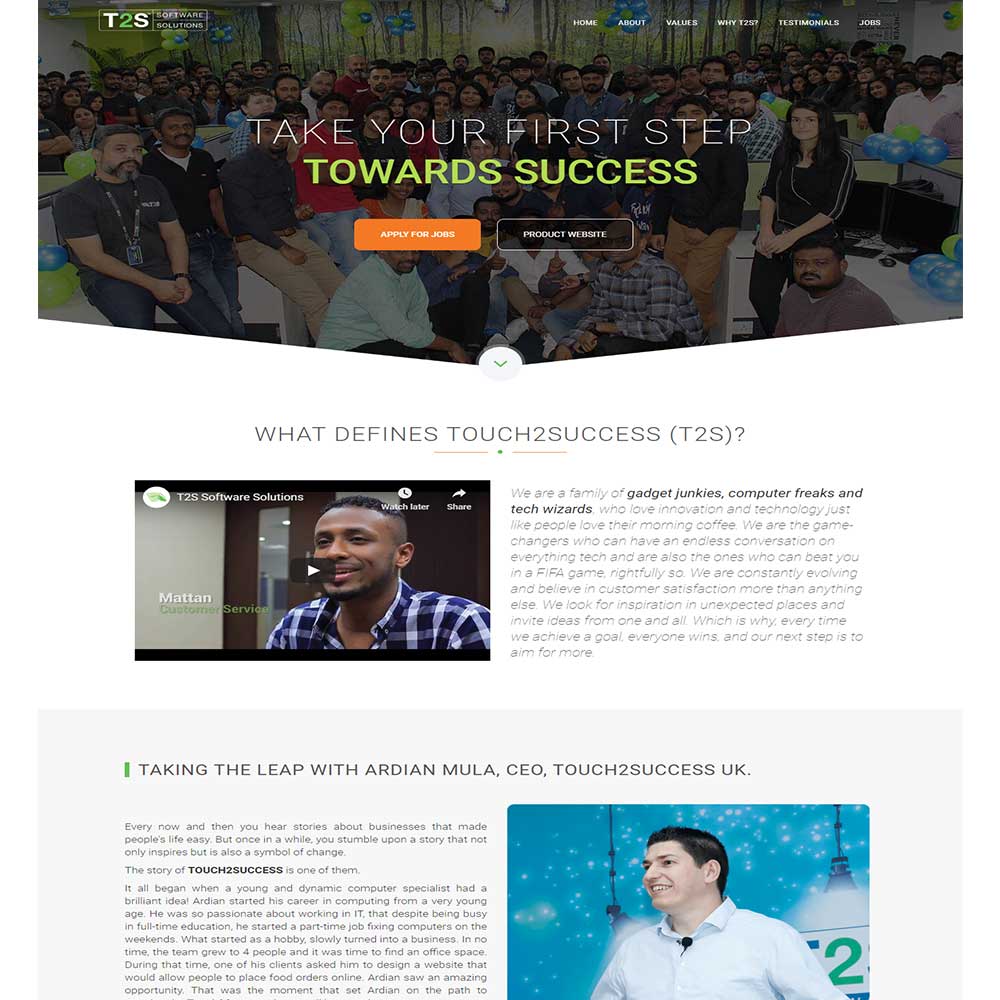 T2S SOFTWARE
SOLUTIONS
HOME ABOUT VALUES WHY T2S? TESTIMONIALS JOBS
TAKE YOUR FIRST STEP
TOWARDS SUCCESS
APPLY FOR JOBS PRODUCT WEBSITE
WHAT DEFINES TOUCH2SUCCESS (T2S)?
T2S Software Solutions
Watch later Share
Mattan
Customer Service
We are a family of gadget junkies, computer freaks and
tech wizards, who love innovation and technology just
like people love their morning coffee. We are the game-
changers who can have an endless conversation on
everything tech and are also the ones who can beat you
in a FIFA game, rightfully so. We are constantly evolving
and believe in customer satisfaction more than anything
else. We look for inspiration in unexpected places and
invite ideas from one and all. Which is why, every time
we achieve a goal, everyone wins, and our next step is to
aim for more.
TAKING THE LEAP WITH ARDIAN MULA, CEO, TOUCH2SUCCESS UK.
Every now and then you hear stories about businesses that made
people's life easy. But once in a while, you stumble upon a story that not
only inspires but is also a symbol of change.
The story of TOUCH2SUCCESS is one of them.
It all began when a young and dynamic computer specialist had a
brilliant idea! Ardian started his career in computing from a very young
age. He was so passionate about working in IT, that despite being busy
in full-time education, he started a part-time job fixing computers on the
weekends. What started as a hobby, slowly turned into a business. In no
time, the team grew to 4 people and it was time to find an office space.
During that time, one of his clients asked him to design a website that
would allow people to place food orders online. Ardian saw an amazing
opportunity. That was the moment that set Ardian on the path to